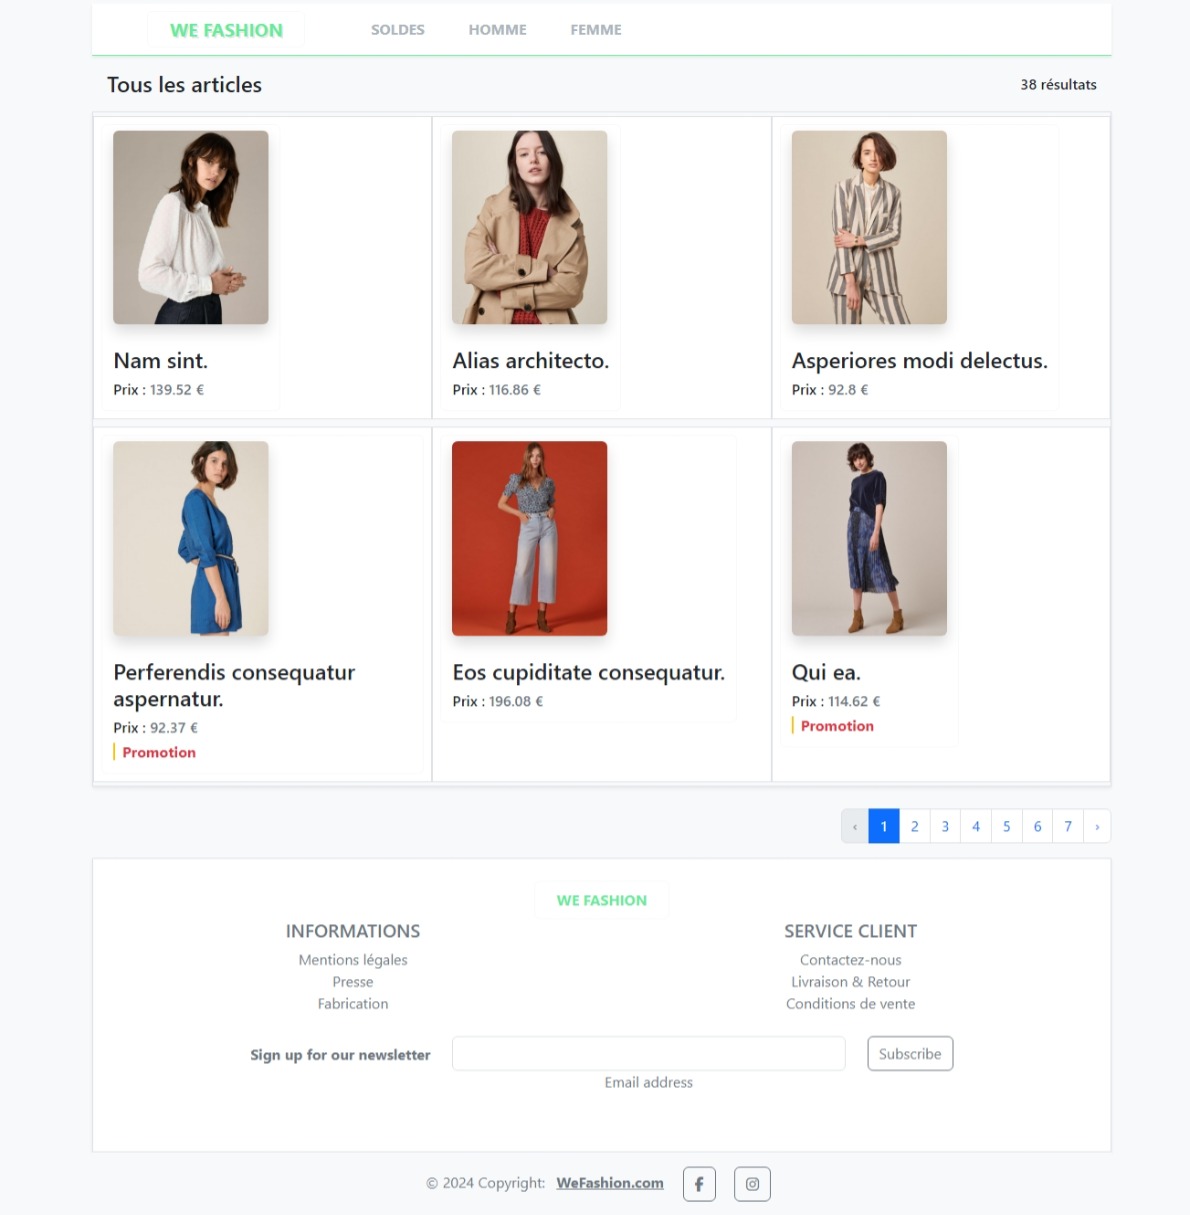 WE FASHION
SOLDES
HOMME
FEMME
Tous les articles
38 résultats
Nam sint.
Prix : 139.52 €
Alias architecto.
Prix : 116.86 €
Asperiores modi delectus.
Prix : 92.8 €
Perferendis consequatur
aspernatur.
Prix : 92.37 €
Promotion
Eos cupiditate consequatur.
Prix : 196.08 €
Qui ea.
Prix : 114.62 €
Promotion
‹ 1 2 3 4 5 6 7 ›
WE FASHION
INFORMATIONS
Mentions légales
Presse
Fabrication
SERVICE CLIENT
Contactez-nous
Livraison & Retour
Conditions de vente
Sign up for our newsletter
Subscribe
Email address
© 2024 Copyright: WeFashion.com